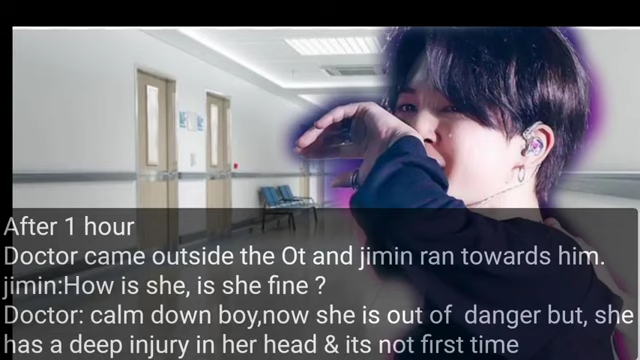 After 1 hour
Doctor came outside the Ot and jimin ran towards him.
jimin:How is she, is she fine ?
Doctor: calm down boy,now she is out of  danger but, she
has a deep injury in her head & its not first time